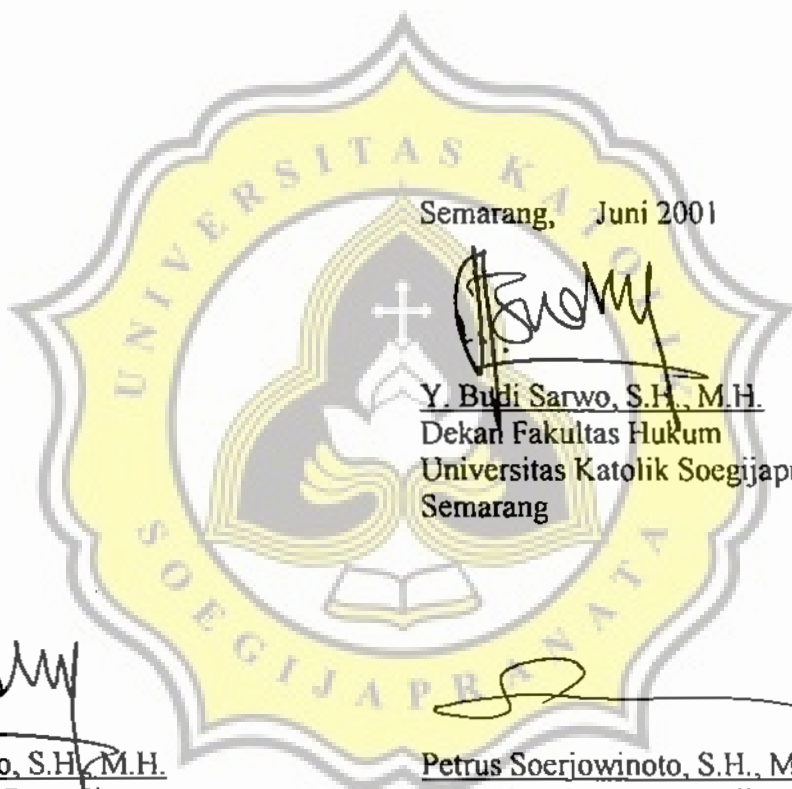 UNIVERSITAS KATOLIK
SOEGIJAPRANATA
Semarang, Juni 2001
Y. Budi Sarwo, S.H., M.H.
Dekan Fakultas Hukum
Universitas Katolik Soegijapr
Semarang
o, S.H., M.H.
Petrus Soerjowinoto, S.H., M